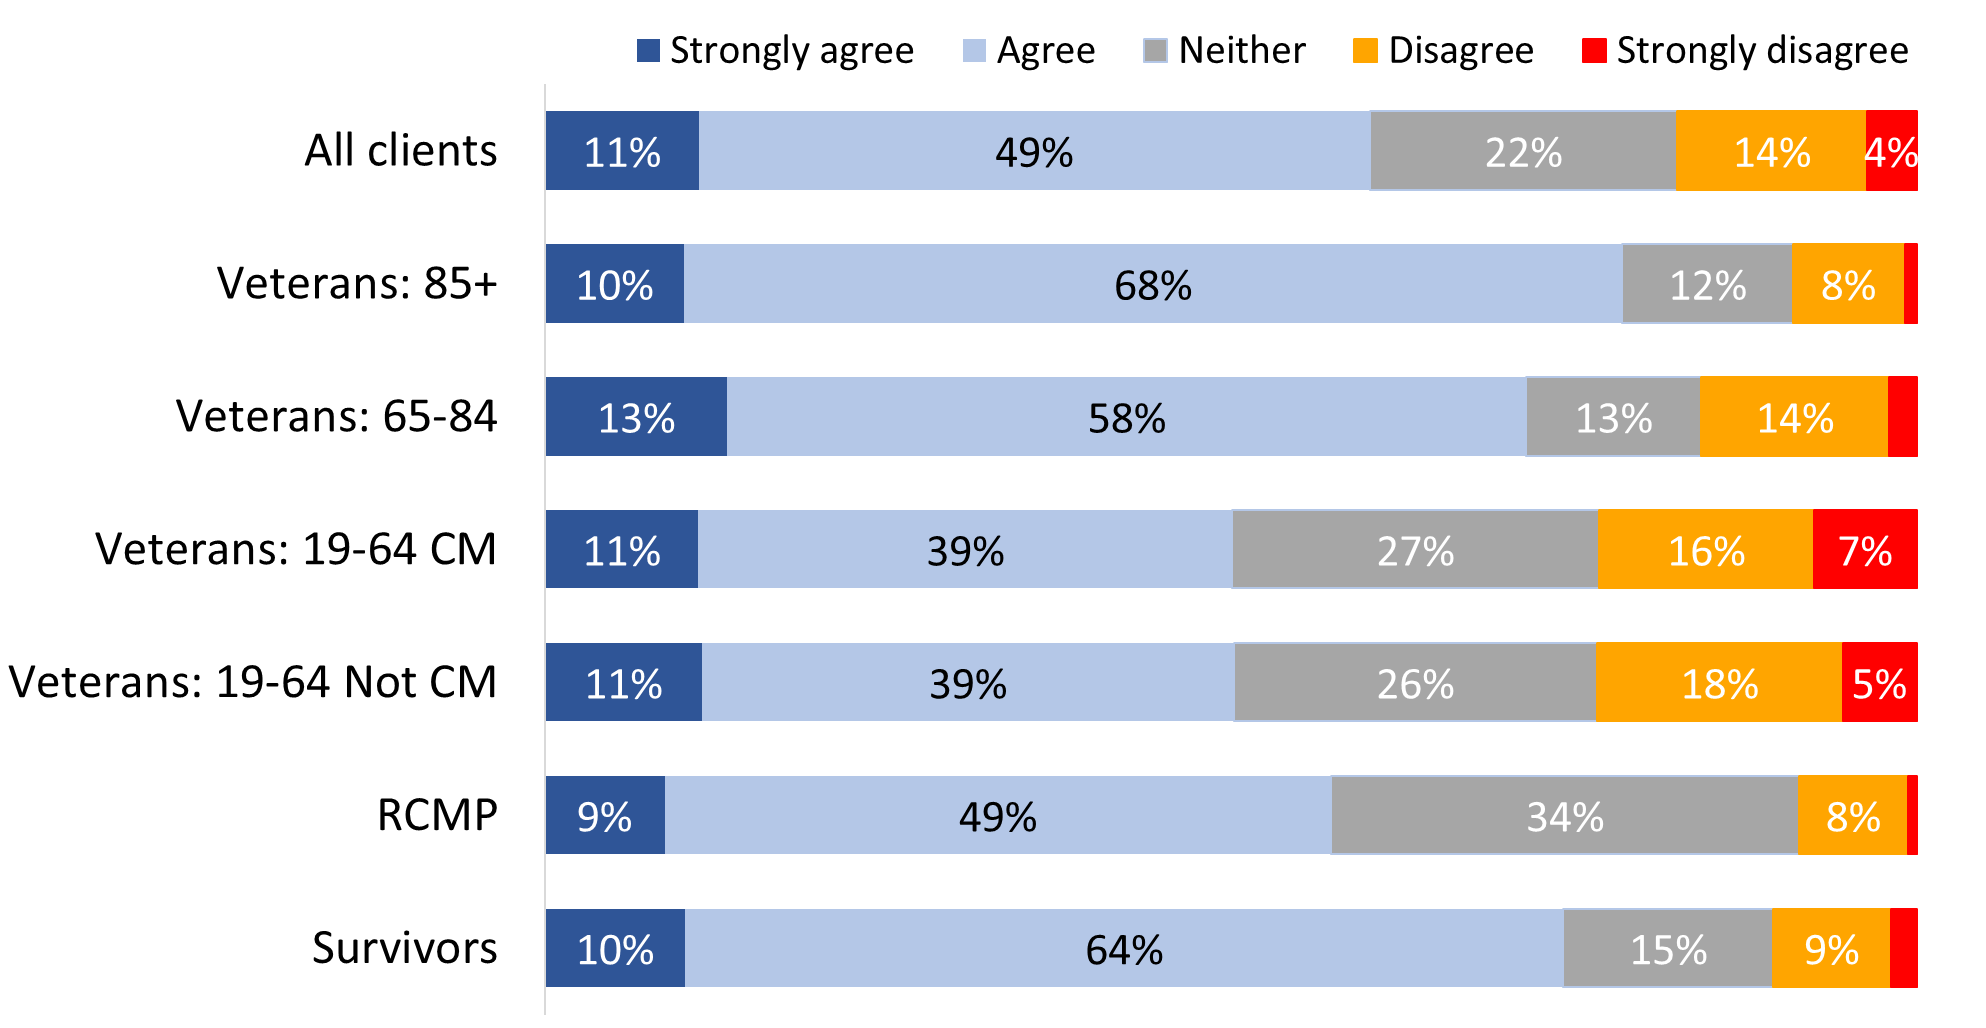 Strongly agree Agree Neither Disagree Strongly disagree
All clients 11% 49% 22% 14% 4%
Veterans: 85+ 10% 68% 12% 8%
Veterans: 65-84 13% 58% 13% 14%
Veterans: 19-64 CM 11% 39% 27% 16% 7%
Veterans: 19-64 Not CM 11% 39% 26% 18% 5%
RCMP 9% 49% 34% 8%
Survivors 10% 64% 15% 9%